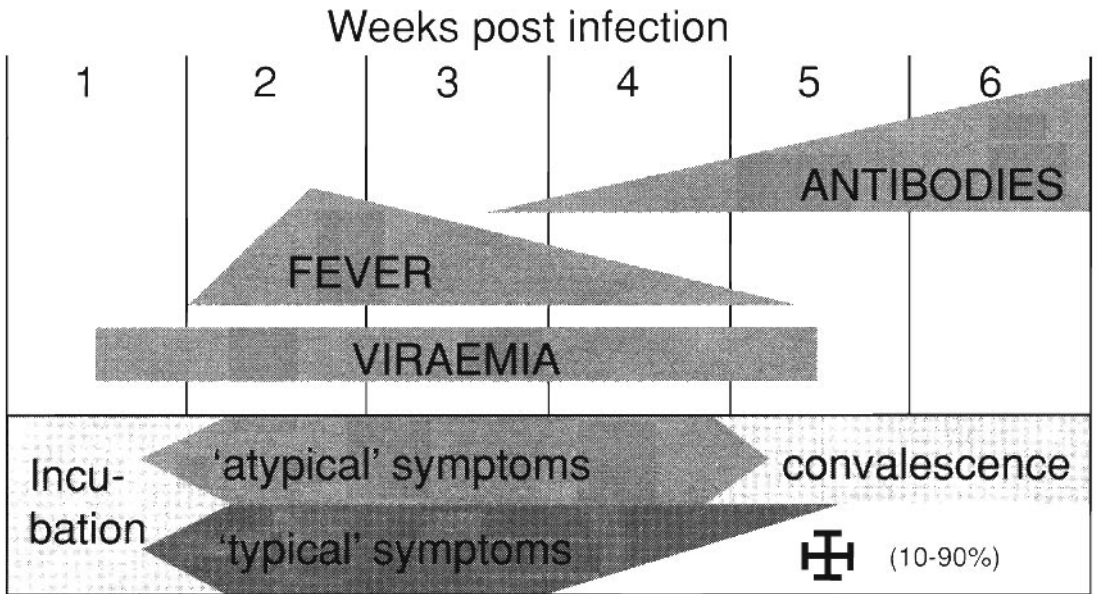 Weeks post infection
1 2 3 4 5 6
ANTIBODIES
FEVER
VIRAEMIA
Incu-
bation
'atypical' symptoms
convalescence
'typical' symptoms
(10-90%)